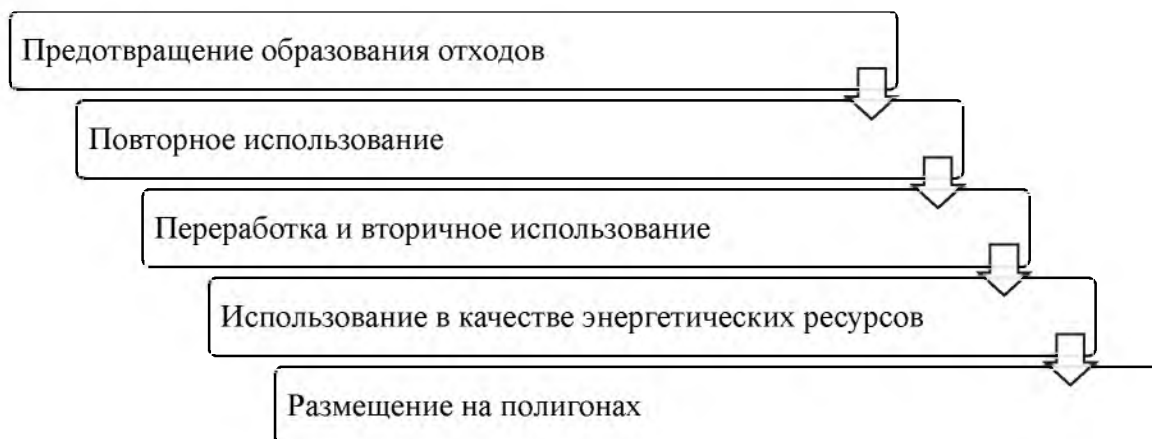 Предотвращение образования отходов
Повторное использование
Переработка и вторичное использование
Использование в качестве энергетических ресурсов
Размещение на полигонах